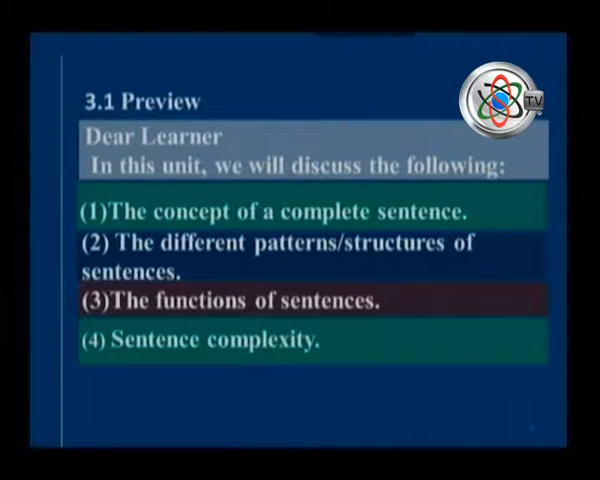 3.1 Preview
TV
Dear Learner
In this unit, we will discuss the following:
(1)The concept of a complete sentence.
(2) The different patterns/structures of
sentences.
(3)The functions of sentences.
(4) Sentence complexity.